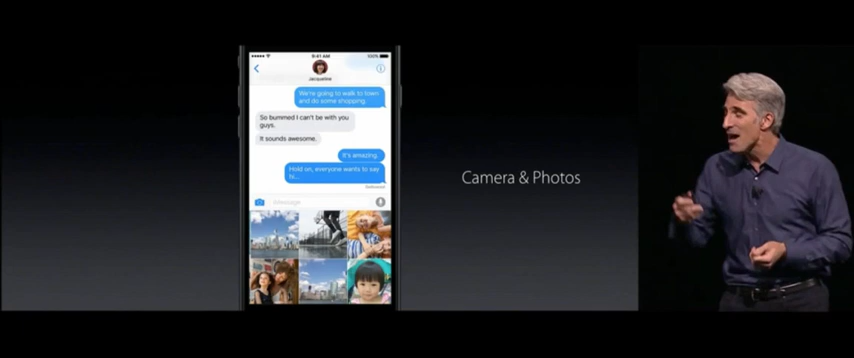 9:41 AM
100%
Jacqueline
We're going to walk to town
and do some shopping.
So bummed I can't be with you
guys.
It sounds awesome.
It's amazing.
Hold on, everyone wants to say
hi...
Delivered
iMessage
Camera & Photos